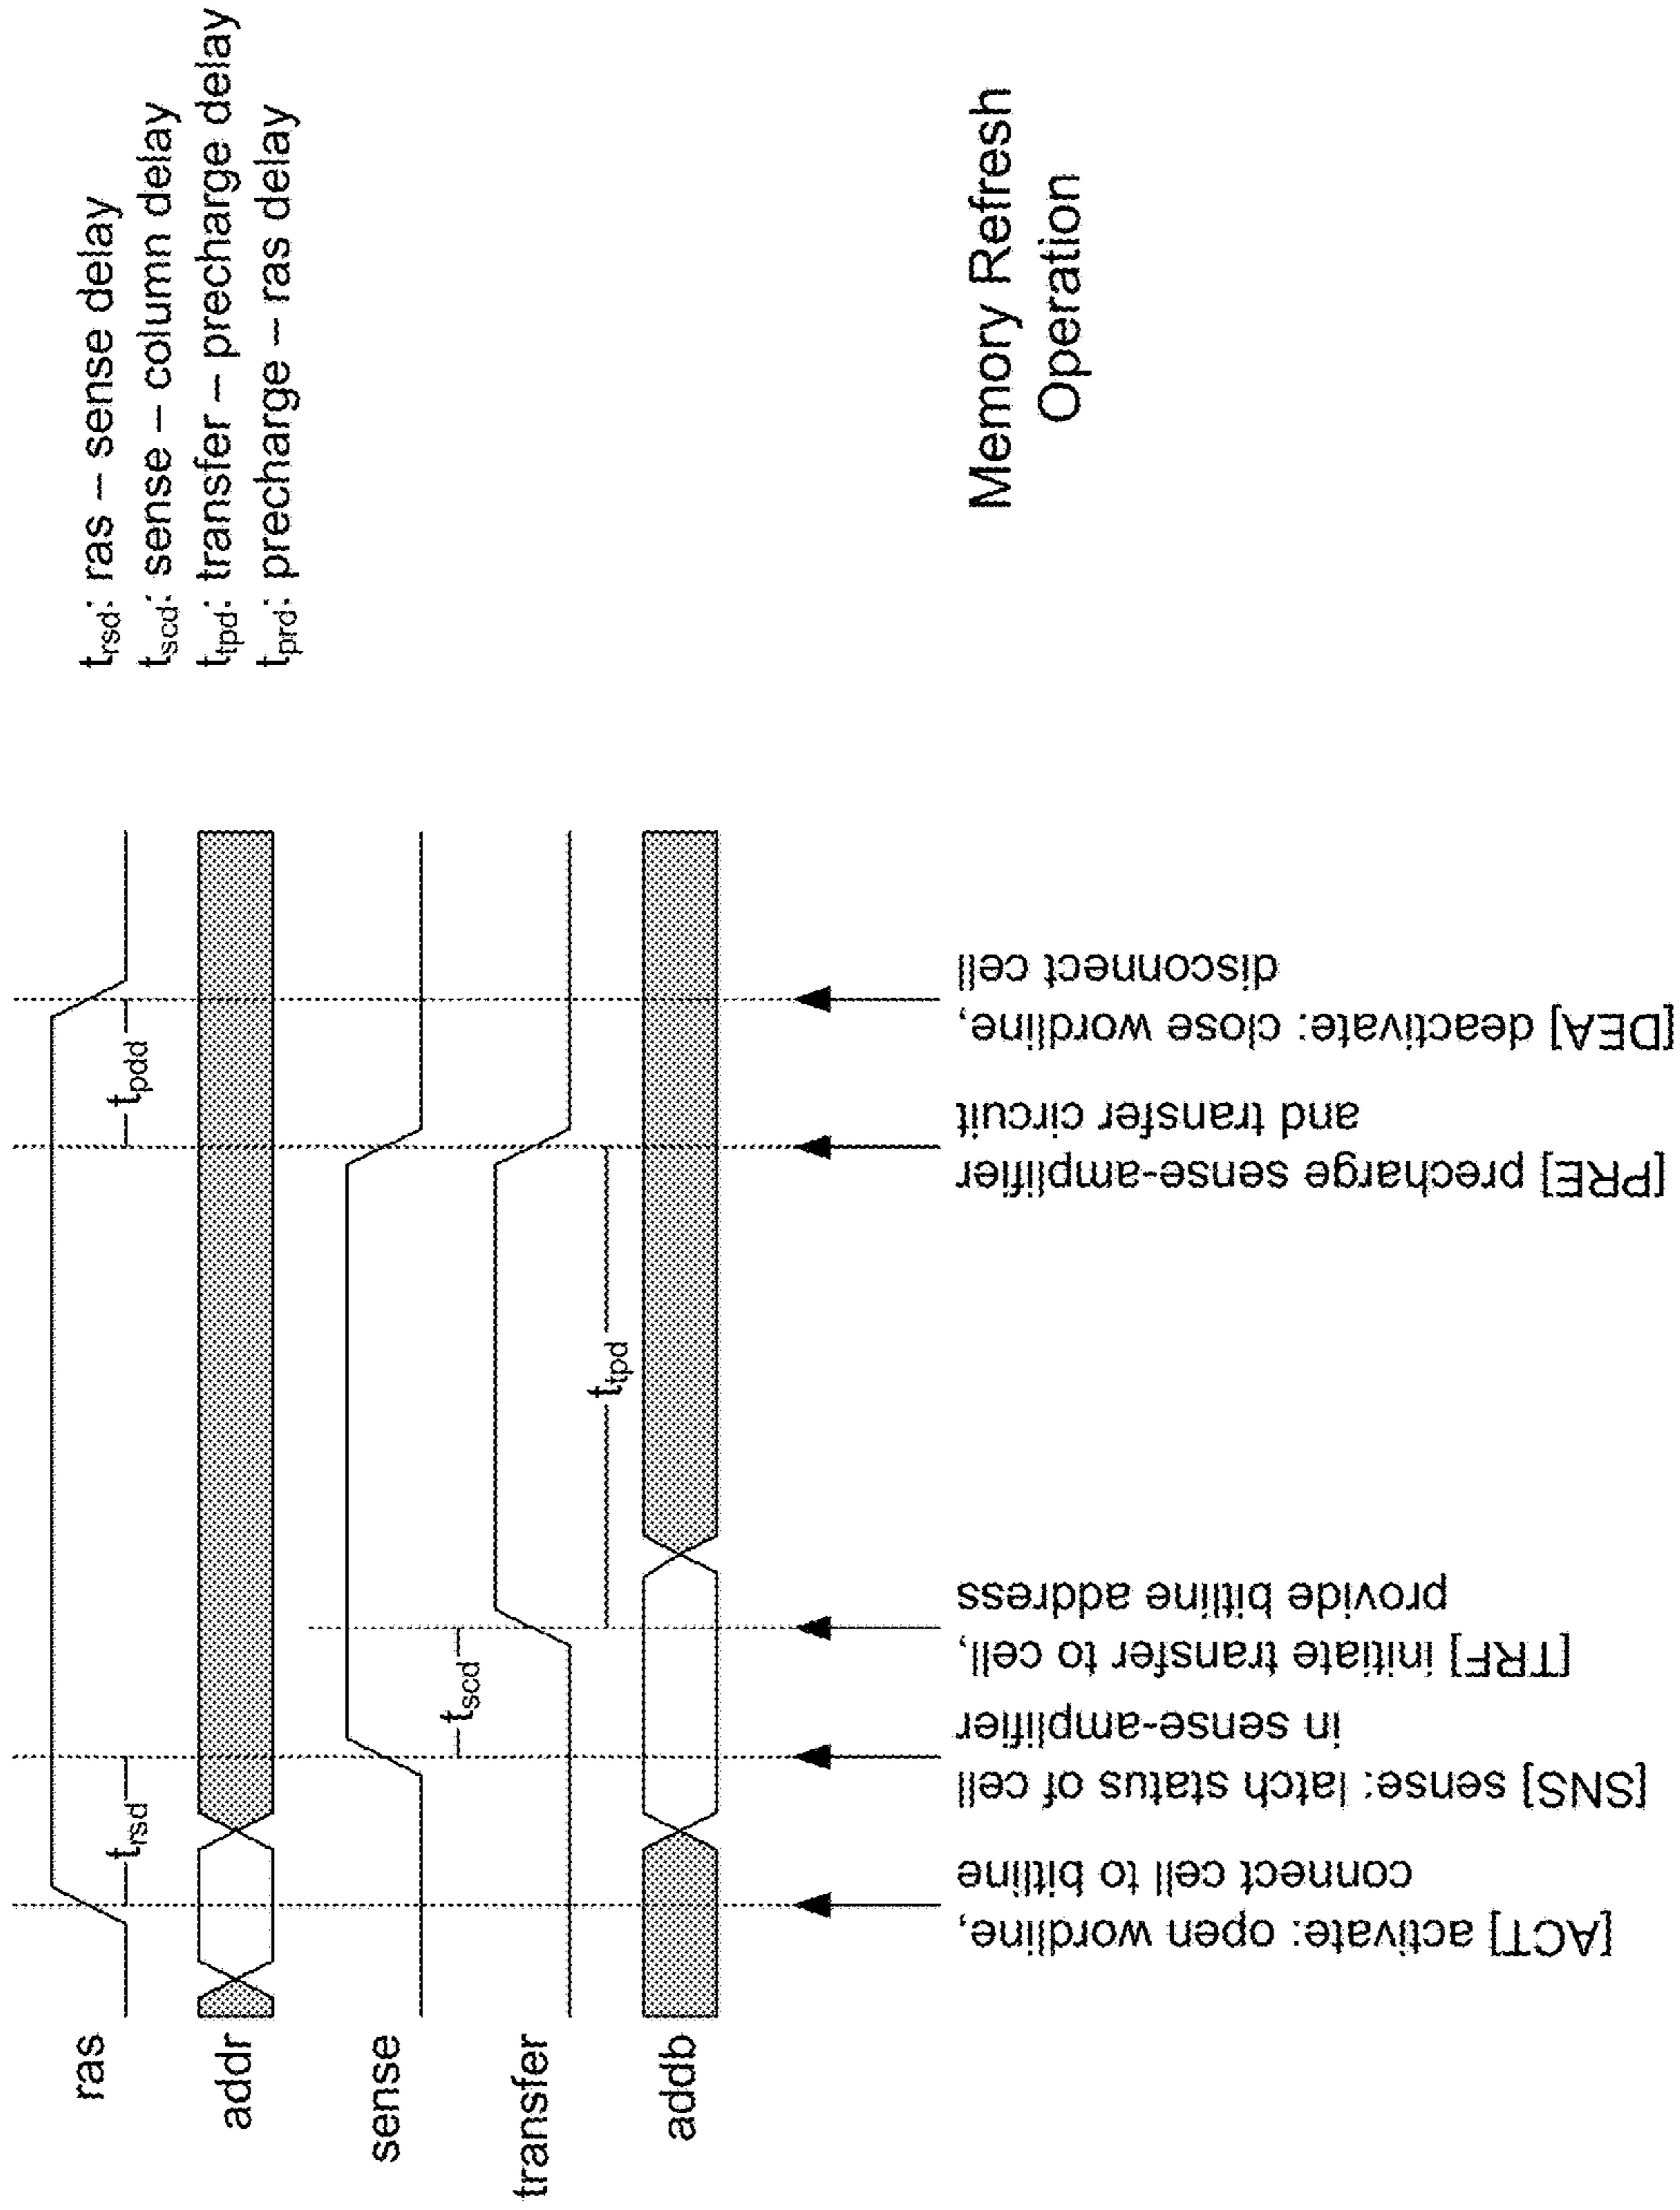 ras
addr
sense
transfer
addb
t_rsd
t_pdd
t_scd
t_tpd
t_rsd: ras – sense delay
t_scd: sense – column delay
t_tpd: transfer – precharge delay
t_prd: precharge – ras delay
[ACT] activate: open wordline,
connect cell to bitline
[SNS] sense: latch status of cell
in sense-amplifier
[TRF] initiate transfer to cell,
provide bitline address
[PRE] precharge sense-amplifier
and transfer circuit
[DEA] deactivate: close wordline,
disconnect cell
Memory Refresh
Operation